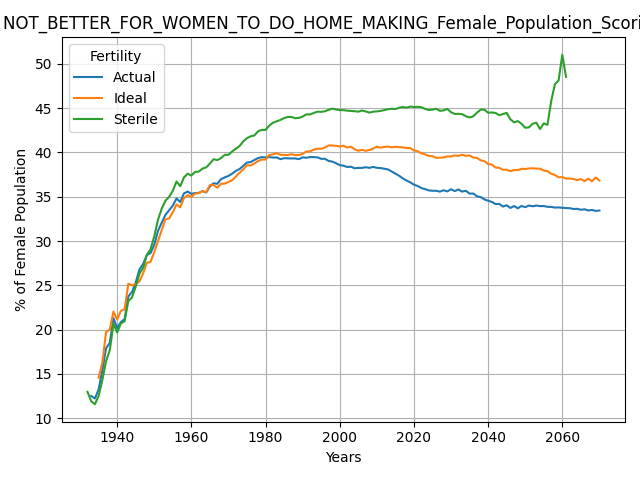 NOT_BETTER_FOR_WOMEN_TO_DO_HOME_MAKING_Female_Population_Scori
Fertility
Actual
Ideal
Sterile
% of Female Population
50
45
40
35
30
25
20
15
10
1940 1960 1980 2000 2020 2040 2060
Years